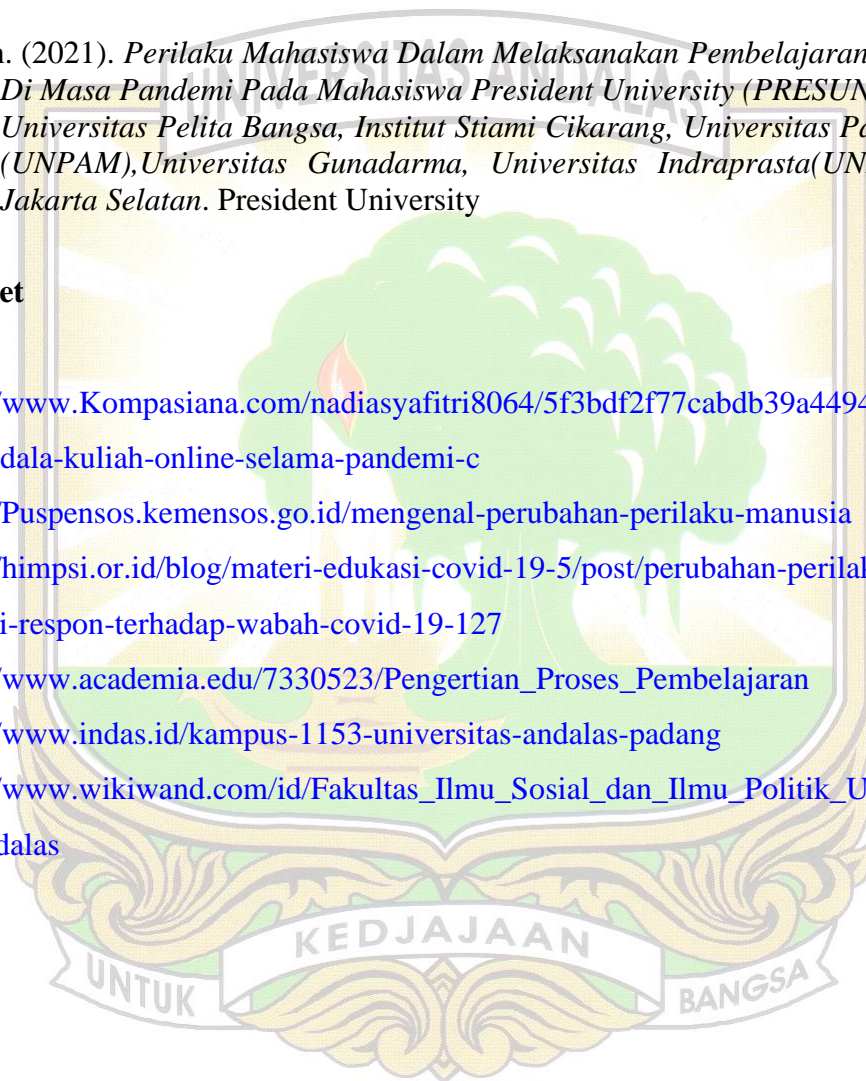 UNIVERSITAS ANDALAS
n. (2021). Perilaku Mahasiswa Dalam Melaksanakan Pembelajaran
Di Masa Pandemi Pada Mahasiswa President University (PRESUN
Universitas Pelita Bangsa, Institut Stiami Cikarang, Universitas Pa
(UNPAM),Universitas Gunadarma, Universitas Indraprasta(UN
Jakarta Selatan. President University
et
/www.Kompasiana.com/nadiasyafitri8064/5f3bdf2f77cabdb39a4494
dala-kuliah-online-selama-pandemi-c
/Puspensos.kemensos.go.id/mengenal-perubahan-perilaku-manusia
/himpsi.or.id/blog/materi-edukasi-covid-19-5/post/perubahan-perilak
i-respon-terhadap-wabah-covid-19-127
/www.academia.edu/7330523/Pengertian_Proses_Pembelajaran
/www.indas.id/kampus-1153-universitas-andalas-padang
/www.wikiwand.com/id/Fakultas_Ilmu_Sosial_dan_Ilmu_Politik_U
dalas
UNTUK KEDJAJAAN BANGSA